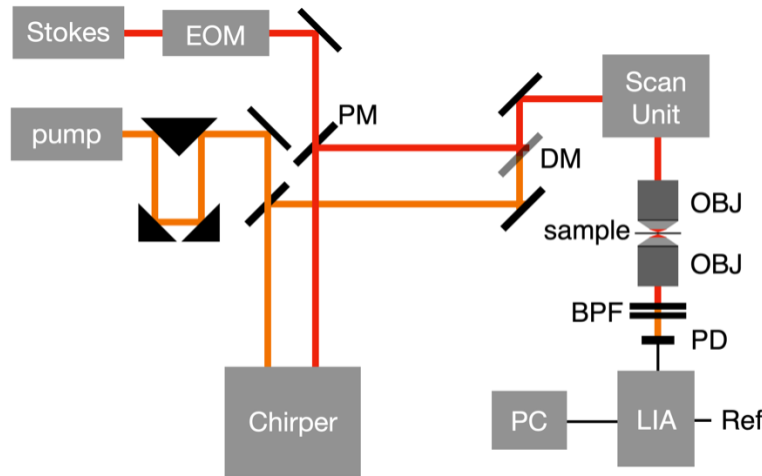 Stokes
EOM
PM
Scan
Unit
pump
DM
OBJ
sample
OBJ
BPF
PD
Chirper
PC
LIA
Ref